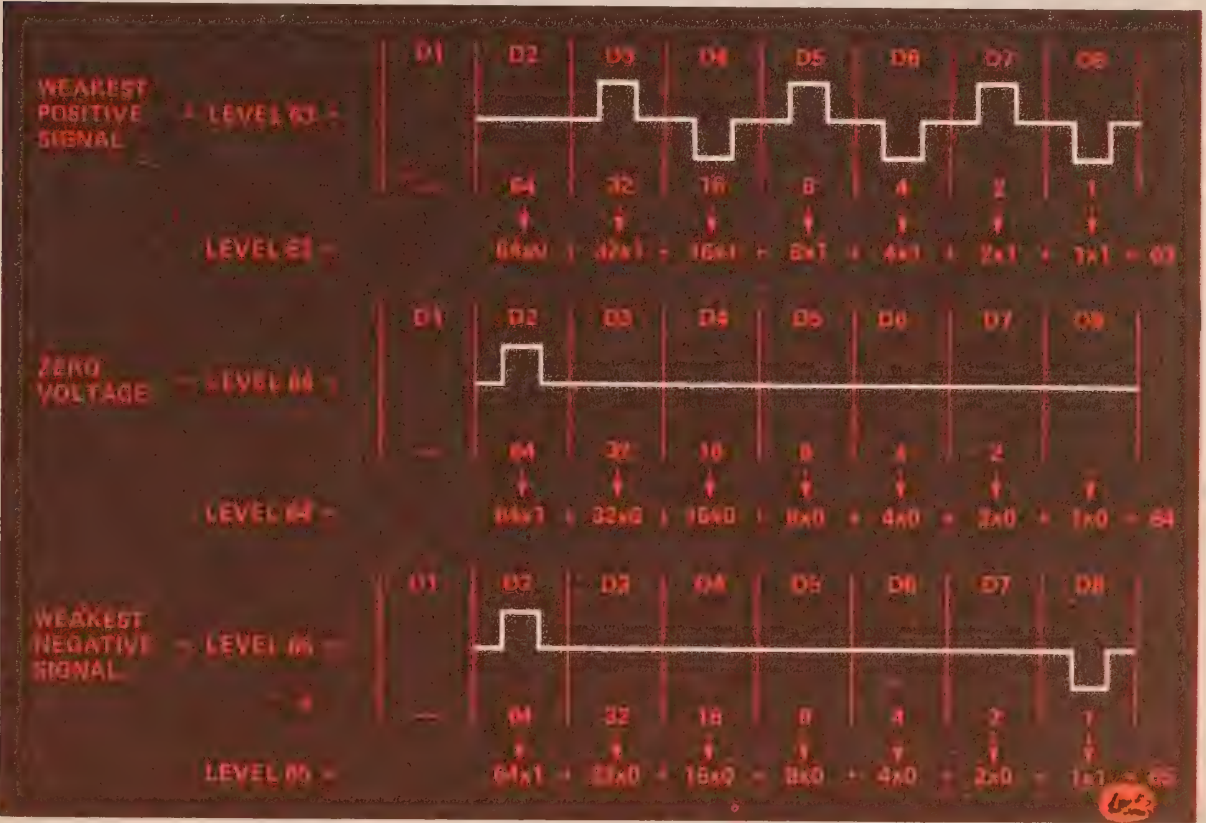 D1 D2 D3 D4 D5 D6 D7 D8
WEAKEST
POSITIVE - LEVEL 63 -
SIGNAL
— 64 32 16 8 4 2 1
LEVEL 63 - 64x0 + 32x1 + 16x1 + 8x1 + 4x1 + 2x1 + 1x1 = 63
D1 D2 D3 D4 D5 D6 D7 D8
ZERO
VOLTAGE - LEVEL 64 -
— 64 32 16 8 4 2
LEVEL 64 - 64x1 + 32x0 + 16x0 + 8x0 + 4x0 + 2x0 + 1x0 = 64
D1 D2 D3 D4 D5 D6 D7 D8
WEAKEST
NEGATIVE - LEVEL 65 -
SIGNAL
— 64 32 16 8 4 2 1
LEVEL 65 - 64x1 + 32x0 + 16x0 + 8x0 + 4x0 + 2x0 + 1x1 = 65